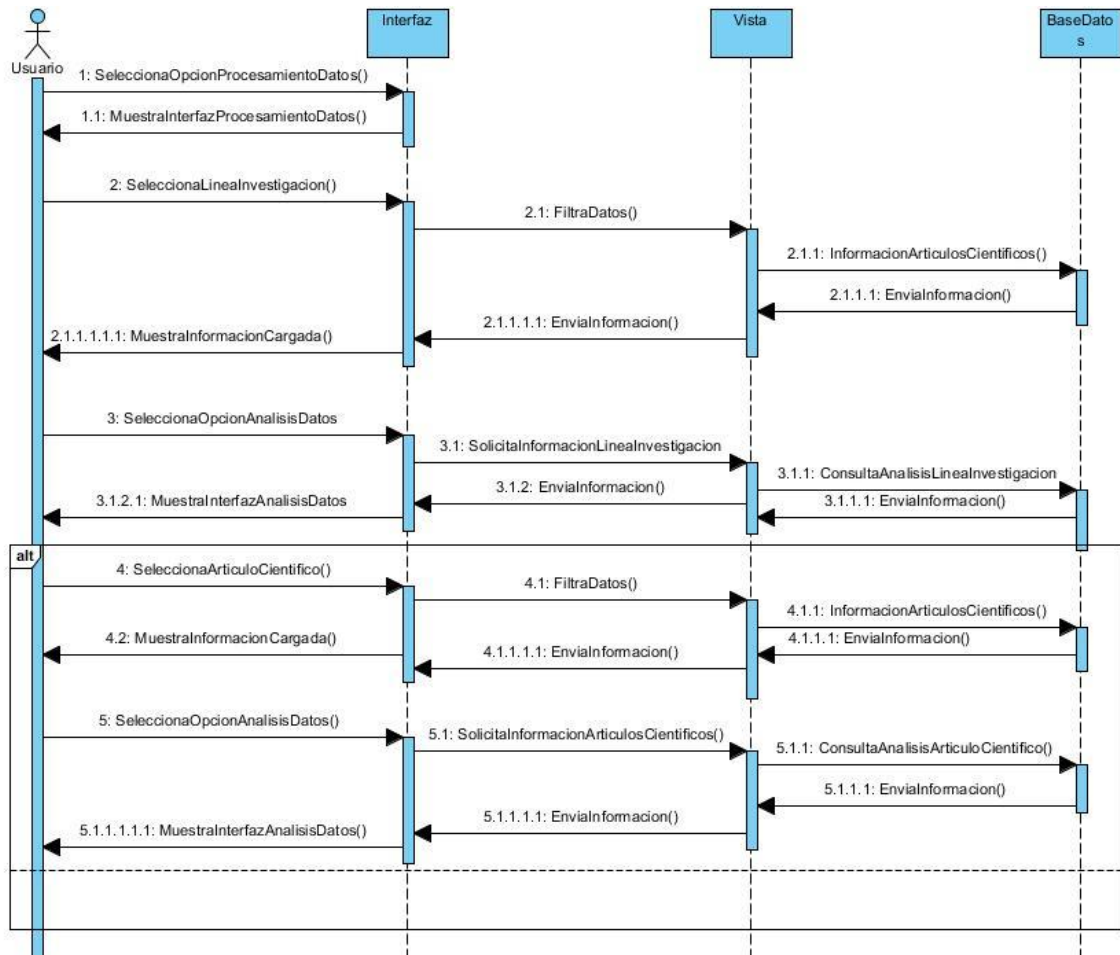 Interfaz
Vista
BaseDato
s
Usuario
1: SeleccionaOpcionProcesamientoDatos()
1.1: MuestraInterfazProcesamientoDatos()
2: SeleccionaLineaInvestigacion()
2.1: FiltraDatos()
2.1.1: InformacionArticulosCientificos()
2.1.1.1: EnviaInformacion()
2.1.1.1.1: EnviaInformacion()
2.1.1.1.1.1: MuestraInformacionCargada()
3: SeleccionaOpcionAnalisisDatos
3.1: SolicitaInformacionLineaInvestigacion
3.1.1: ConsultaAnalisisLineaInvestigacion
3.1.2: EnviaInformacion()
3.1.2.1: MuestraInterfazAnalisisDatos
3.1.1.1: EnviaInformacion()
alt
4: SeleccionaArticuloCientifico()
4.1: FiltraDatos()
4.1.1: InformacionArticulosCientificos()
4.2: MuestraInformacionCargada()
4.1.1.1.1: EnviaInformacion()
4.1.1.1: EnviaInformacion()
5: SeleccionaOpcionAnalisisDatos()
5.1: SolicitaInformacionArticulosCientificos()
5.1.1: ConsultaAnalisisArticuloCientifico()
5.1.1.1: EnviaInformacion()
5.1.1.1.1: EnviaInformacion()
5.1.1.1.1.1: MuestraInterfazAnalisisDatos()